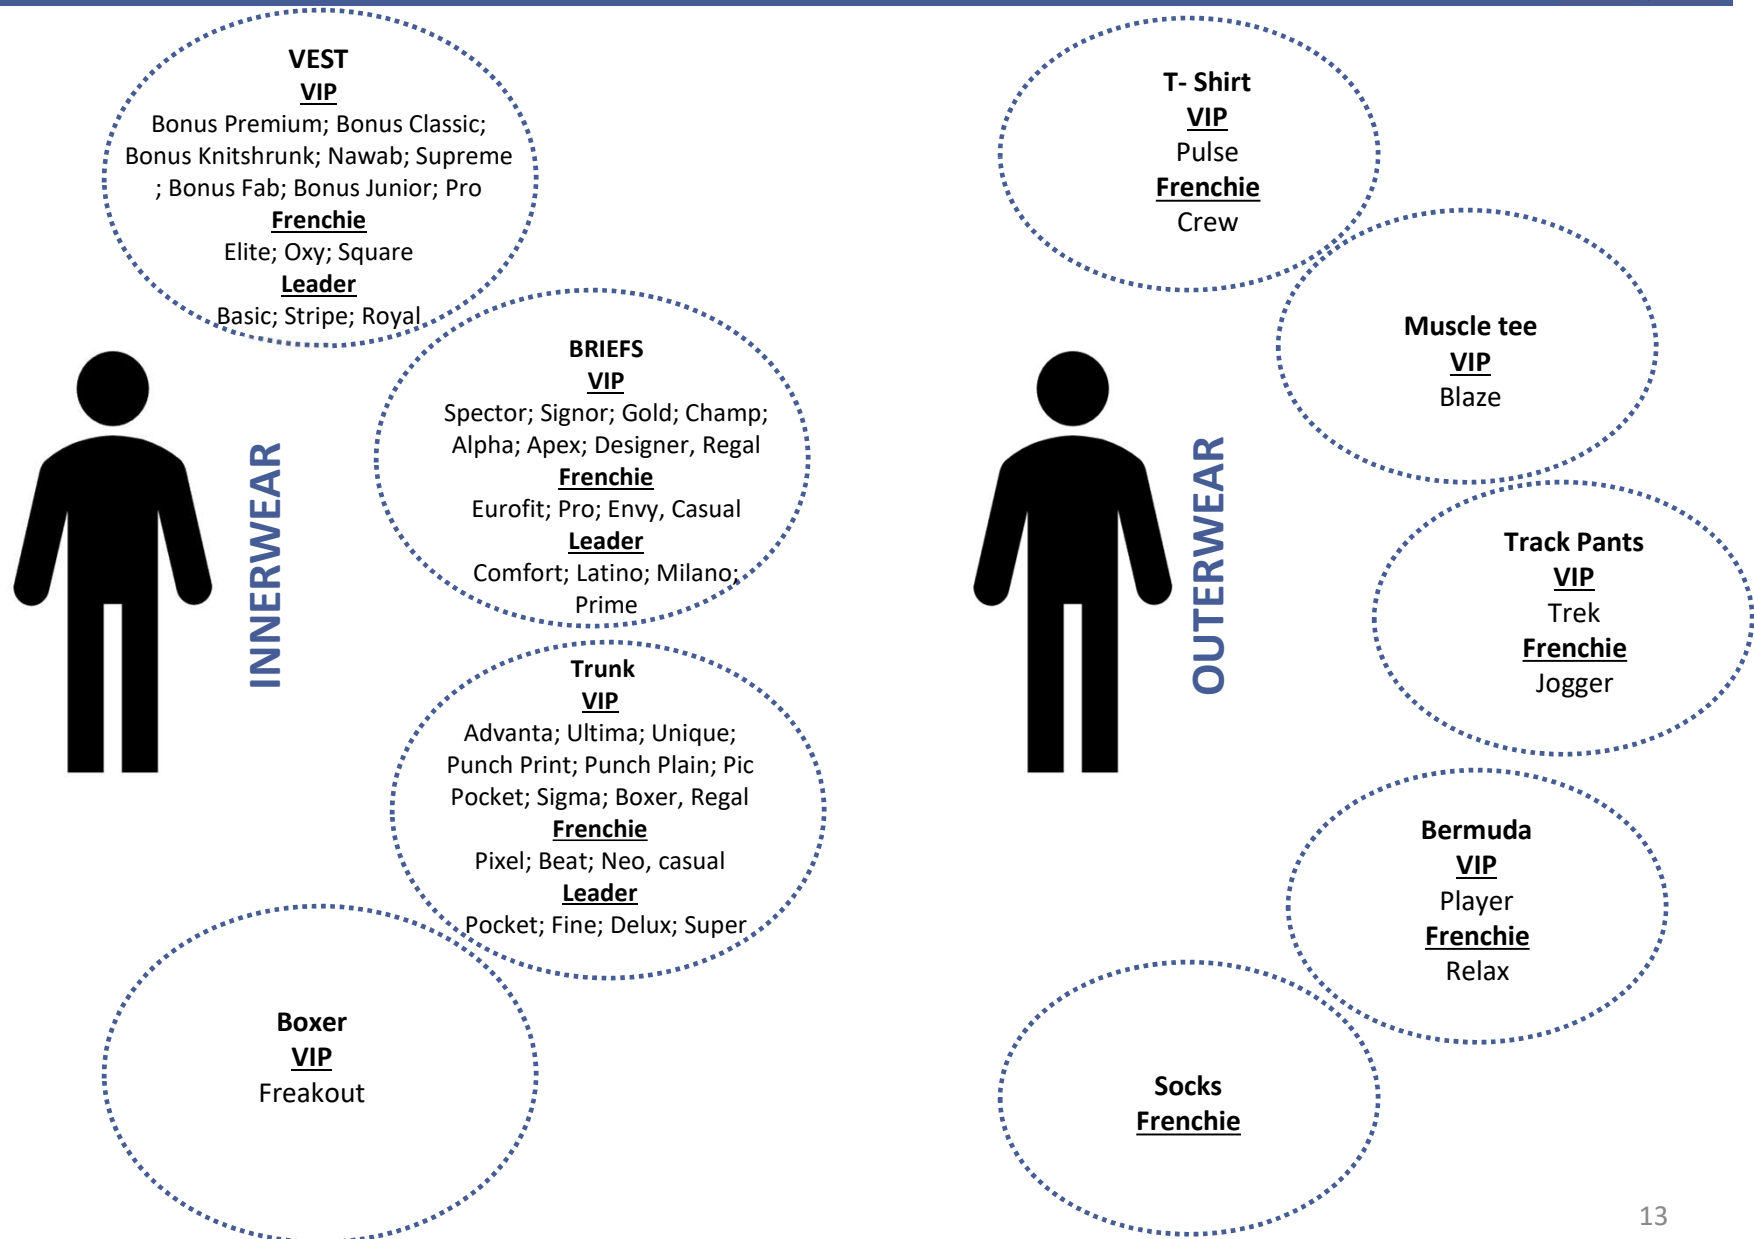 VEST
VIP
Bonus Premium; Bonus Classic;
Bonus Knitshrunk; Nawab; Supreme
; Bonus Fab; Bonus Junior; Pro
Frenchie
Elite; Oxy; Square
Leader
Basic; Stripe; Royal
BRIEFS
VIP
Spector; Signor; Gold; Champ;
Alpha; Apex; Designer, Regal
Frenchie
Eurofit; Pro; Envy, Casual
Leader
Comfort; Latino; Milano;
Prime
INNERWEAR
Trunk
VIP
Advanta; Ultima; Unique;
Punch Print; Punch Plain; Pic
Pocket; Sigma; Boxer, Regal
Frenchie
Pixel; Beat; Neo, casual
Leader
Pocket; Fine; Delux; Super
Boxer
VIP
Freakout
T- Shirt
VIP
Pulse
Frenchie
Crew
Muscle tee
VIP
Blaze
OUTERWEAR
Track Pants
VIP
Trek
Frenchie
Jogger
Bermuda
VIP
Player
Frenchie
Relax
Socks
Frenchie
13